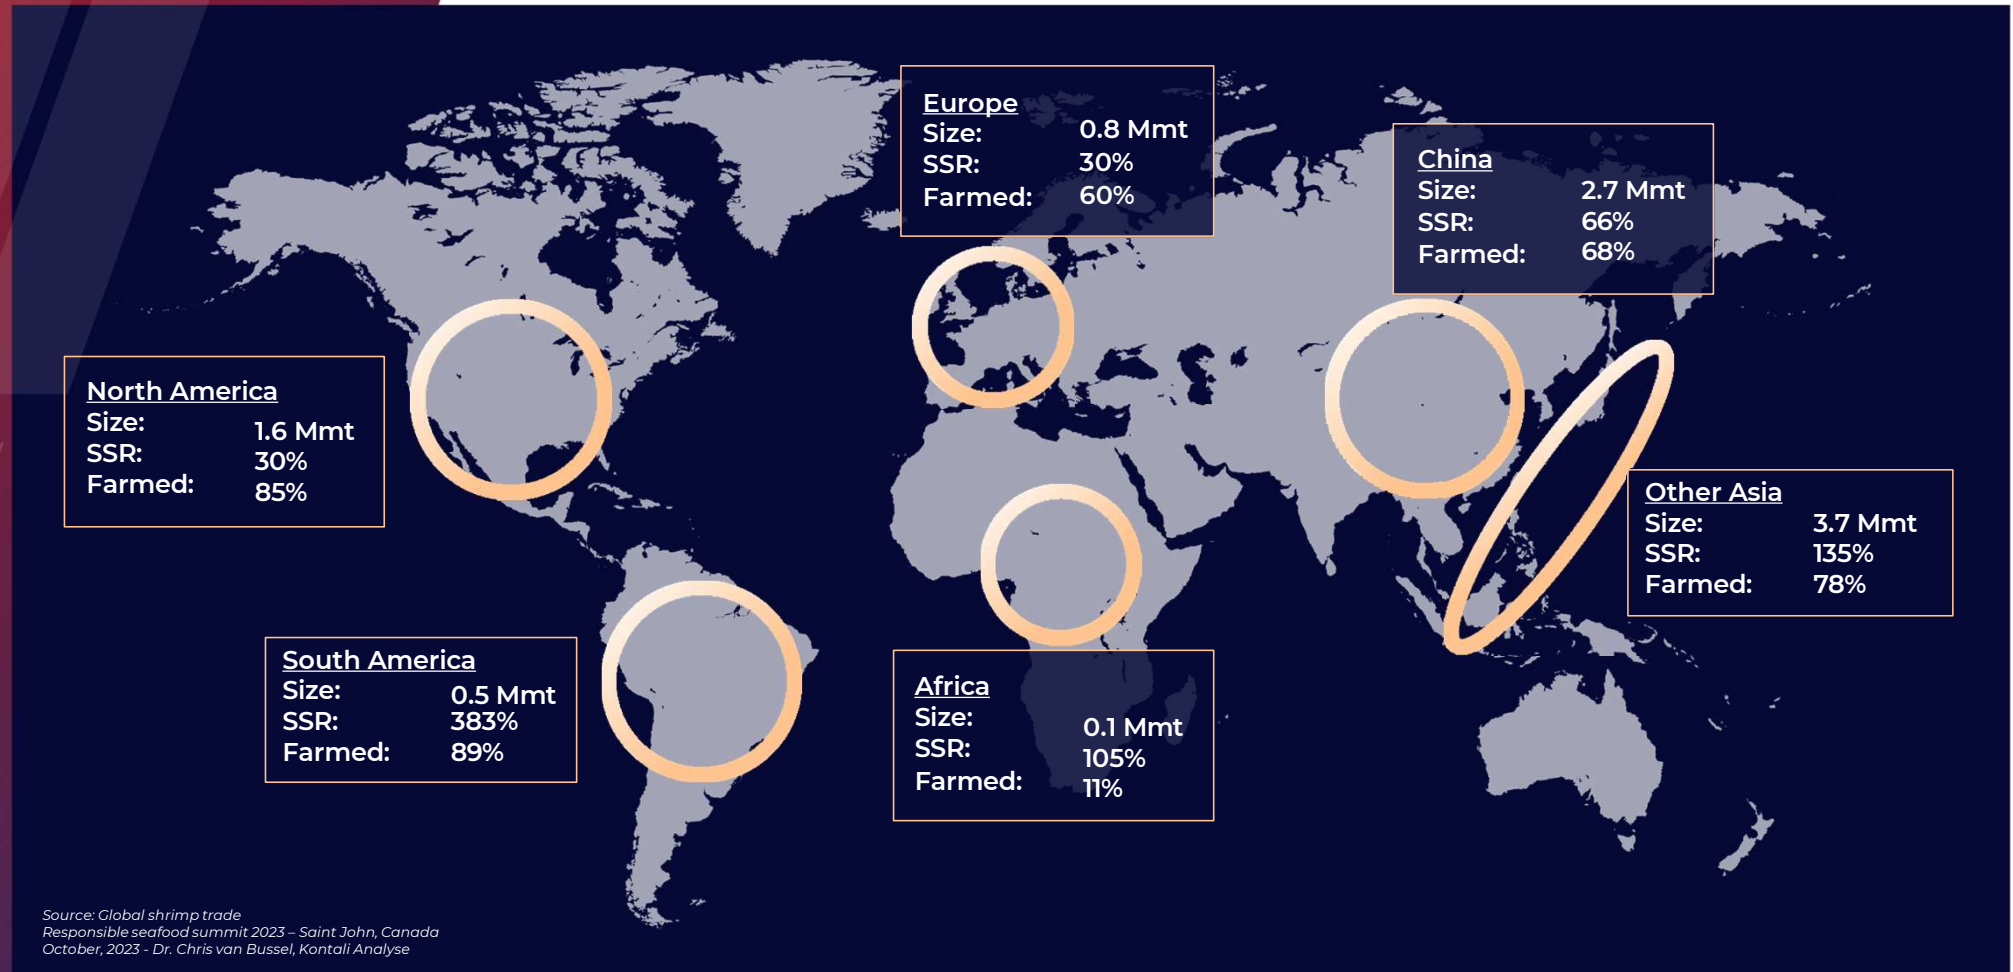 Europe
Size: 0.8 Mmt
SSR: 30%
Farmed: 60%
China
Size: 2.7 Mmt
SSR: 66%
Farmed: 68%
North America
Size: 1.6 Mmt
SSR: 30%
Farmed: 85%
Other Asia
Size: 3.7 Mmt
SSR: 135%
Farmed: 78%
South America
Size: 0.5 Mmt
SSR: 383%
Farmed: 89%
Africa
Size: 0.1 Mmt
SSR: 105%
Farmed: 11%
Source: Global shrimp trade
Responsible seafood summit 2023 – Saint John, Canada
October, 2023 - Dr. Chris van Bussel, Kontali Analyse